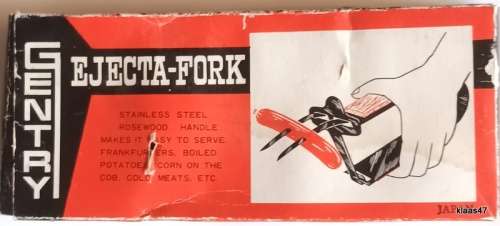 GENTRY
EJECTA-FORK
STAINLESS STEEL
ROSEWOOD HANDLE
MAKES IT EASY TO SERVE.
FRANKFURTERS, BOILED
POTATOES, CORN ON THE
COB, COLD MEATS, ETC.
JAPAN
klaas47